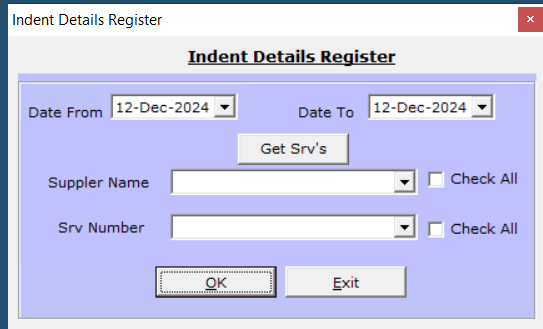 Indent Details Register
Indent Details Register
Date From 12-Dec-2024 Date To 12-Dec-2024
Get Srv's
Suppler Name Check All
Srv Number Check All
OK Exit